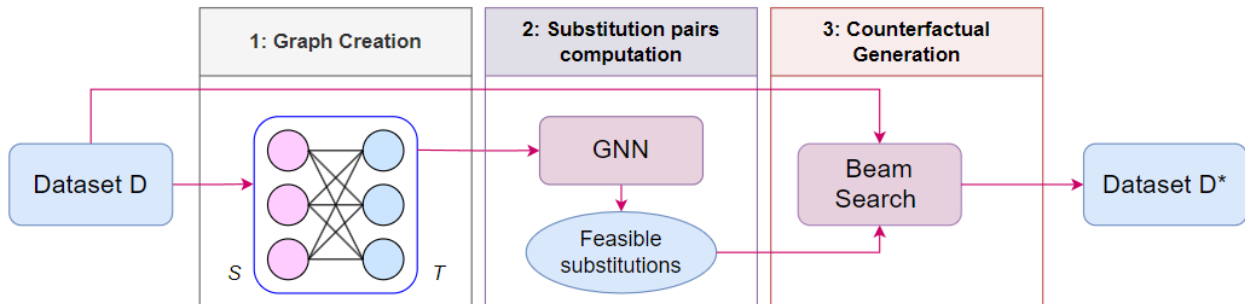 1: Graph Creation
2: Substitution pairs
computation
3: Counterfactual
Generation
Dataset D
S
T
GNN
Feasible
substitutions
Beam
Search
Dataset D*